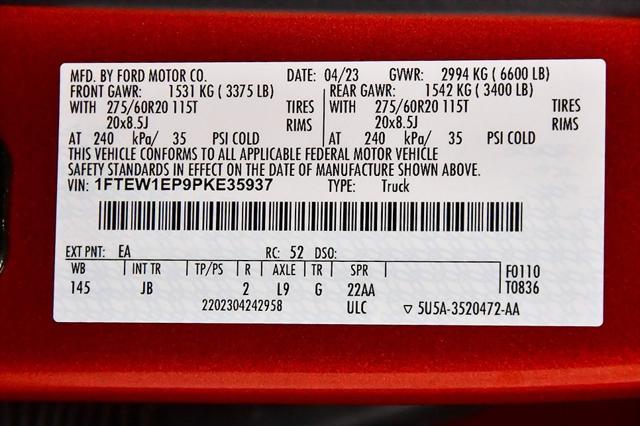 MFD. BY FORD MOTOR CO. DATE: 04/23 GVWR: 2994 KG ( 6600 LB)
FRONT GAWR: 1531 KG ( 3375 LB) REAR GAWR: 1542 KG ( 3400 LB)
WITH 275/60R20 115T TIRES WITH 275/60R20 115T TIRES
20x8.5J RIMS 20x8.5J RIMS
AT 240 kPa/ 35 PSI COLD AT 240 kPa/ 35 PSI COLD
THIS VEHICLE CONFORMS TO ALL APPLICABLE FEDERAL MOTOR VEHICLE
SAFETY STANDARDS IN EFFECT ON THE DATE OF MANUFACTURE SHOWN ABOVE.
VIN: 1FTEW1EP9PKE35937 TYPE: Truck
EXT PNT: EA RC: 52 DSO:
WB INT TR TP/PS R AXLE TR SPR F0110
145 JB 2 L9 G 22AA T0836
2202304242958 ULC ▽ 5U5A-3520472-AA